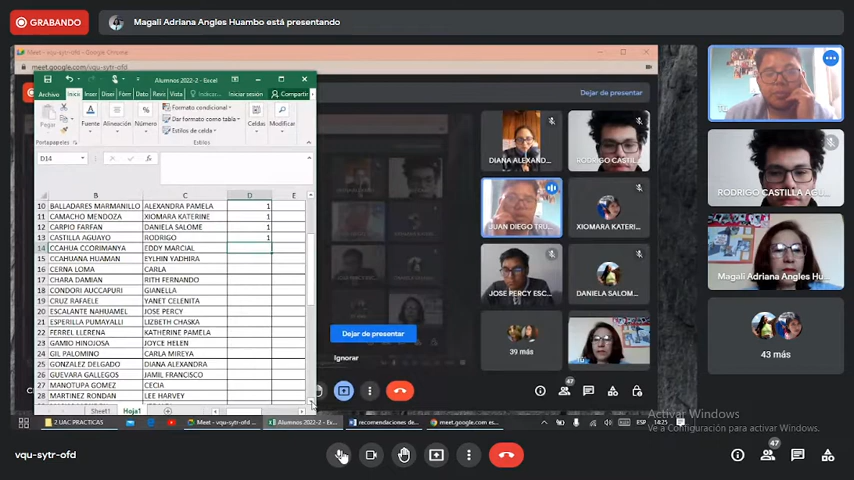 GRABANDO
Magali Adriana Angles Huambo está presentando
Meet - vqu-sytr-ofd - Google Chrome
meet.google.com/vqu-sytr-ofd
Alumnos 2022-2 - Excel
Archivo Inicio Inser Diser Fórm Datos Revis Vista Indicar Iniciar sesión Compartir
Pegar
Portapapeles
Fuente
Alineación
Número
Formato condicional
Dar formato como tabla
Estilos de celda
Estilos
Celdas
Modificar
D14
B C D E
10 BALLADARES MARMANILLO ALEXANDRA PAMELA 1
11 CAMACHO MENDOZA XIOMARA KATERINE 1
12 CARPIO FARFAN DANIELA SALOME 1
13 CASTILLA AGUAYO RODRIGO 1
14 CCAHUA CCORIMANYA EDDY MARCIAL
15 CCAHUANA HUAMAN EYLHIN YADHIRA
16 CERNA LOMA CARLA
17 CHARA DAMIAN RITH FERNANDO
18 CONDORI AUCCAPURI GIANELLA
19 CRUZ RAFAELE YANET CELENITA
20 ESCALANTE NAHUAMEL JOSE PERCY
21 ESPERILLA PUMAYALLI LIZBETH CHASKA
22 FERREL LLERENA KATHERINE PAMELA
23 GAMIO HINOJOSA JOYCE HELEN
24 GIL PALOMINO CARLA MIREYA
25 GONZALEZ DELGADO DIANA ALEXANDRA
26 GUEVARA GALLEGOS JAMIL FRANCISCO
27 MANOTUPA GOMEZ CECIA
28 MARTINEZ RONDAN LEE HARVEY
Sheet1 Hoja1
Dejar de presentar
Dejar de presentar
Ignorar
DIANA ALEXAND...
RODRIGO CASTIL...
JUAN DIEGO TRU...
XIOMARA KATERI...
JOSE PERCY ESC...
DANIELA SALOM...
39 más
Tú
47
2 UAC PRACTICAS
Meet - vqu-sytr-ofd ...
Alumnos 2022-2 - Exc...
recomendaciones de...
meet.google.com es...
ESP
14:25
RODRIGO CASTILLA AGU...
Magali Adriana Angles Hu...
43 más
Activar Windows
Ve a Configuración para activar Windows.
vqu-sytr-ofd
47